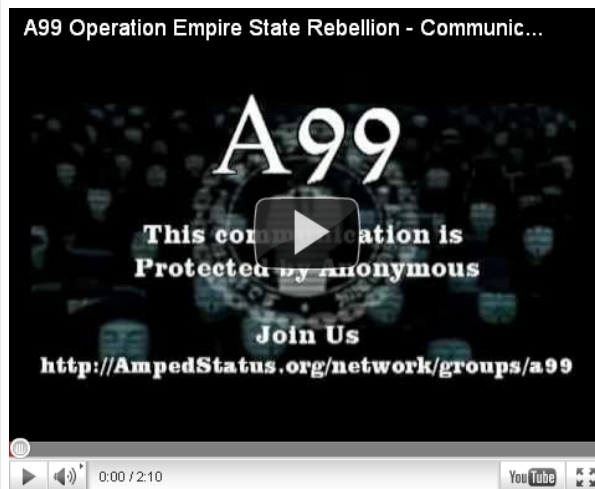 A99 Operation Empire State Rebellion - Communic...
A99
This communication is
Protected by Anonymous
Join Us
http://AmpedStatus.org/network/groups/a99
0:00 / 2:10
YouTube